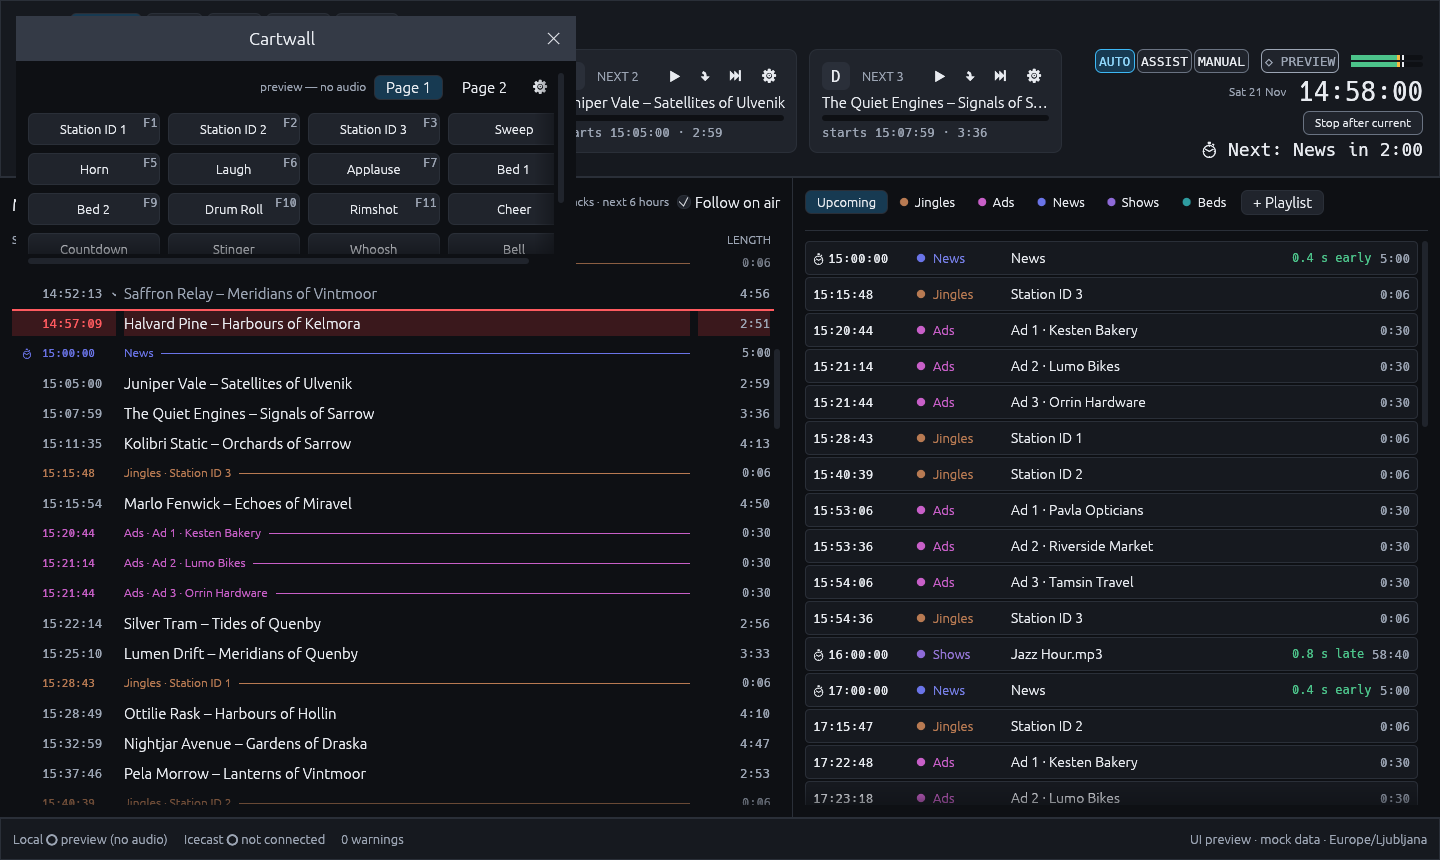 Cartwall
preview — no audio Page 1 Page 2
Station ID 1 F1 Station ID 2 F2 Station ID 3 F3 Sweep
Horn F5 Laugh F6 Applause F7 Bed 1
Bed 2 F9 Drum Roll F10 Rimshot F11 Cheer
Countdown Stinger Whoosh Bell
NEXT 2
niper Vale – Satellites of Ulvenik
arts 15:05:00 · 2:59
D NEXT 3
The Quiet Engines – Signals of S…
starts 15:07:59 · 3:36
AUTO ASSIST MANUAL ◇ PREVIEW
Sat 21 Nov 14:58:00
Stop after current
Next: News in 2:00
acks · next 6 hours Follow on air
LENGTH
0:06
14:52:13 Saffron Relay – Meridians of Vintmoor 4:56
14:57:09 Halvard Pine – Harbours of Kelmora 2:51
15:00:00 News 5:00
15:05:00 Juniper Vale – Satellites of Ulvenik 2:59
15:07:59 The Quiet Engines – Signals of Sarrow 3:36
15:11:35 Kolibri Static – Orchards of Sarrow 4:13
15:15:48 Jingles · Station ID 3 0:06
15:15:54 Marlo Fenwick – Echoes of Miravel 4:50
15:20:44 Ads · Ad 1 · Kesten Bakery 0:30
15:21:14 Ads · Ad 2 · Lumo Bikes 0:30
15:21:44 Ads · Ad 3 · Orrin Hardware 0:30
15:22:14 Silver Tram – Tides of Quenby 2:56
15:25:10 Lumen Drift – Meridians of Quenby 3:33
15:28:43 Jingles · Station ID 1 0:06
15:28:49 Ottilie Rask – Harbours of Hollin 4:10
15:32:59 Nightjar Avenue – Gardens of Draska 4:47
15:37:46 Pela Morrow – Lanterns of Vintmoor 2:53
15:40:39 Jingles · Station ID 2 0:06
Upcoming Jingles Ads News Shows Beds + Playlist
15:00:00 News News 0.4 s early 5:00
15:15:48 Jingles Station ID 3 0:06
15:20:44 Ads Ad 1 · Kesten Bakery 0:30
15:21:14 Ads Ad 2 · Lumo Bikes 0:30
15:21:44 Ads Ad 3 · Orrin Hardware 0:30
15:28:43 Jingles Station ID 1 0:06
15:40:39 Jingles Station ID 2 0:06
15:53:06 Ads Ad 1 · Pavla Opticians 0:30
15:53:36 Ads Ad 2 · Riverside Market 0:30
15:54:06 Ads Ad 3 · Tamsin Travel 0:30
15:54:36 Jingles Station ID 3 0:06
16:00:00 Shows Jazz Hour.mp3 0.8 s late 58:40
17:00:00 News News 0.4 s early 5:00
17:15:47 Jingles Station ID 2 0:06
17:22:48 Ads Ad 1 · Kesten Bakery 0:30
17:23:18 Ads Ad 2 · Lumo Bikes 0:30
Local preview (no audio) Icecast not connected 0 warnings
UI preview · mock data · Europe/Ljubljana